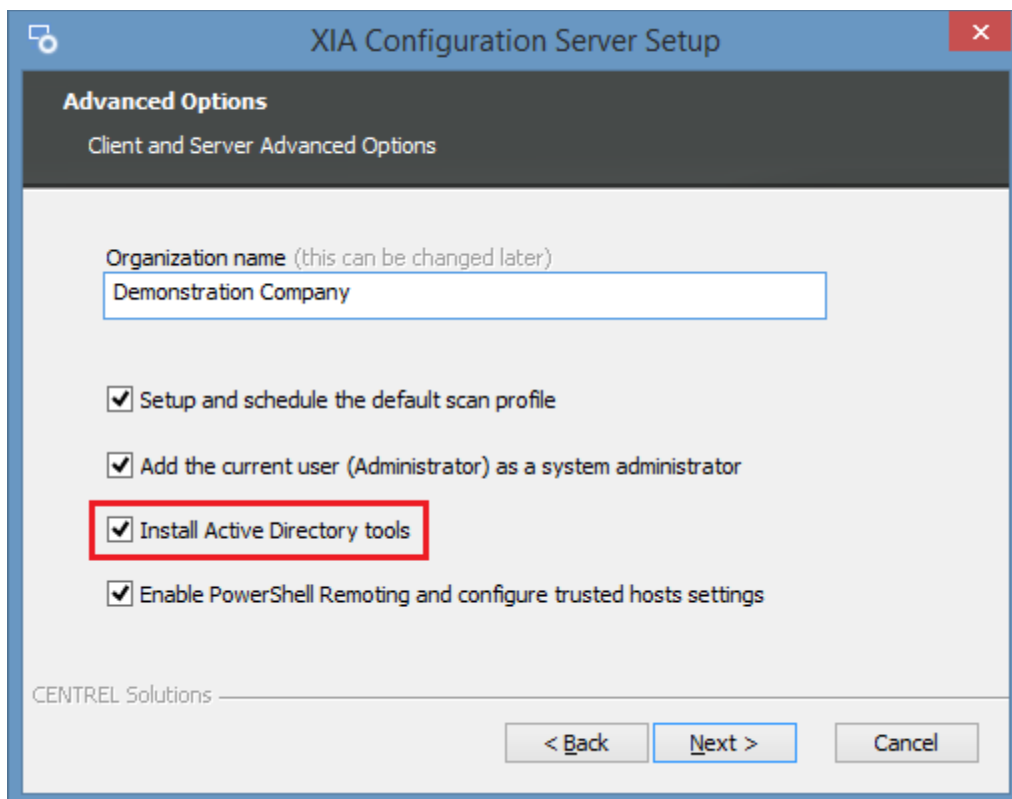 XIA Configuration Server Setup
Advanced Options
Client and Server Advanced Options
Organization name (this can be changed later)
Demonstration Company
Setup and schedule the default scan profile
Add the current user (Administrator) as a system administrator
Install Active Directory tools
Enable PowerShell Remoting and configure trusted hosts settings
CENTREL Solutions
< Back Next > Cancel